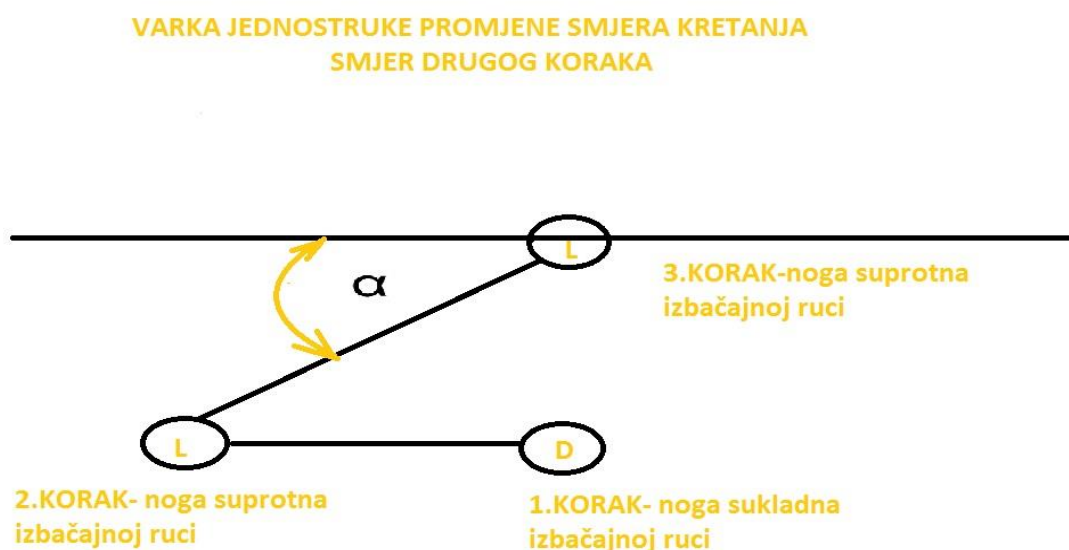 VARKA JEDNOSTRUKE PROMJENE SMJERA KRETANJA
SMJER DRUGOG KORAKA
L
α
3.KORAK-noga suprotna
izbačajnoj ruci
L
D
2.KORAK- noga suprotna
izbačajnoj ruci
1.KORAK- noga sukladna
izbačajnoj ruci